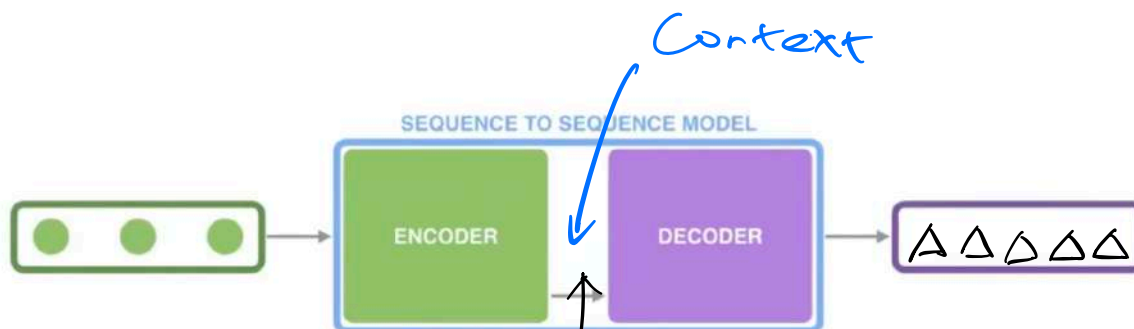 Context
SEQUENCE TO SEQUENCE MODEL
ENCODER
DECODER